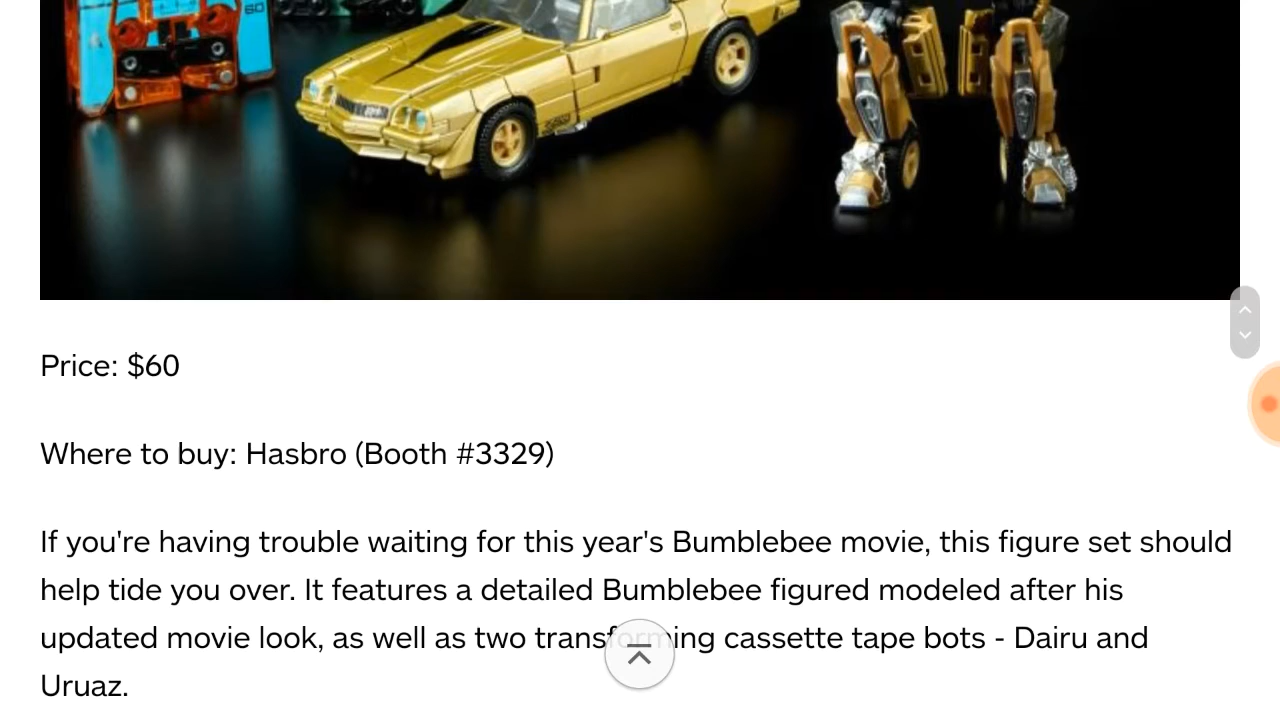 60
Price: $60
Where to buy: Hasbro (Booth #3329)
If you're having trouble waiting for this year's Bumblebee movie, this figure set should
help tide you over. It features a detailed Bumblebee figured modeled after his
updated movie look, as well as two transforming cassette tape bots - Dairu and
Uruaz.